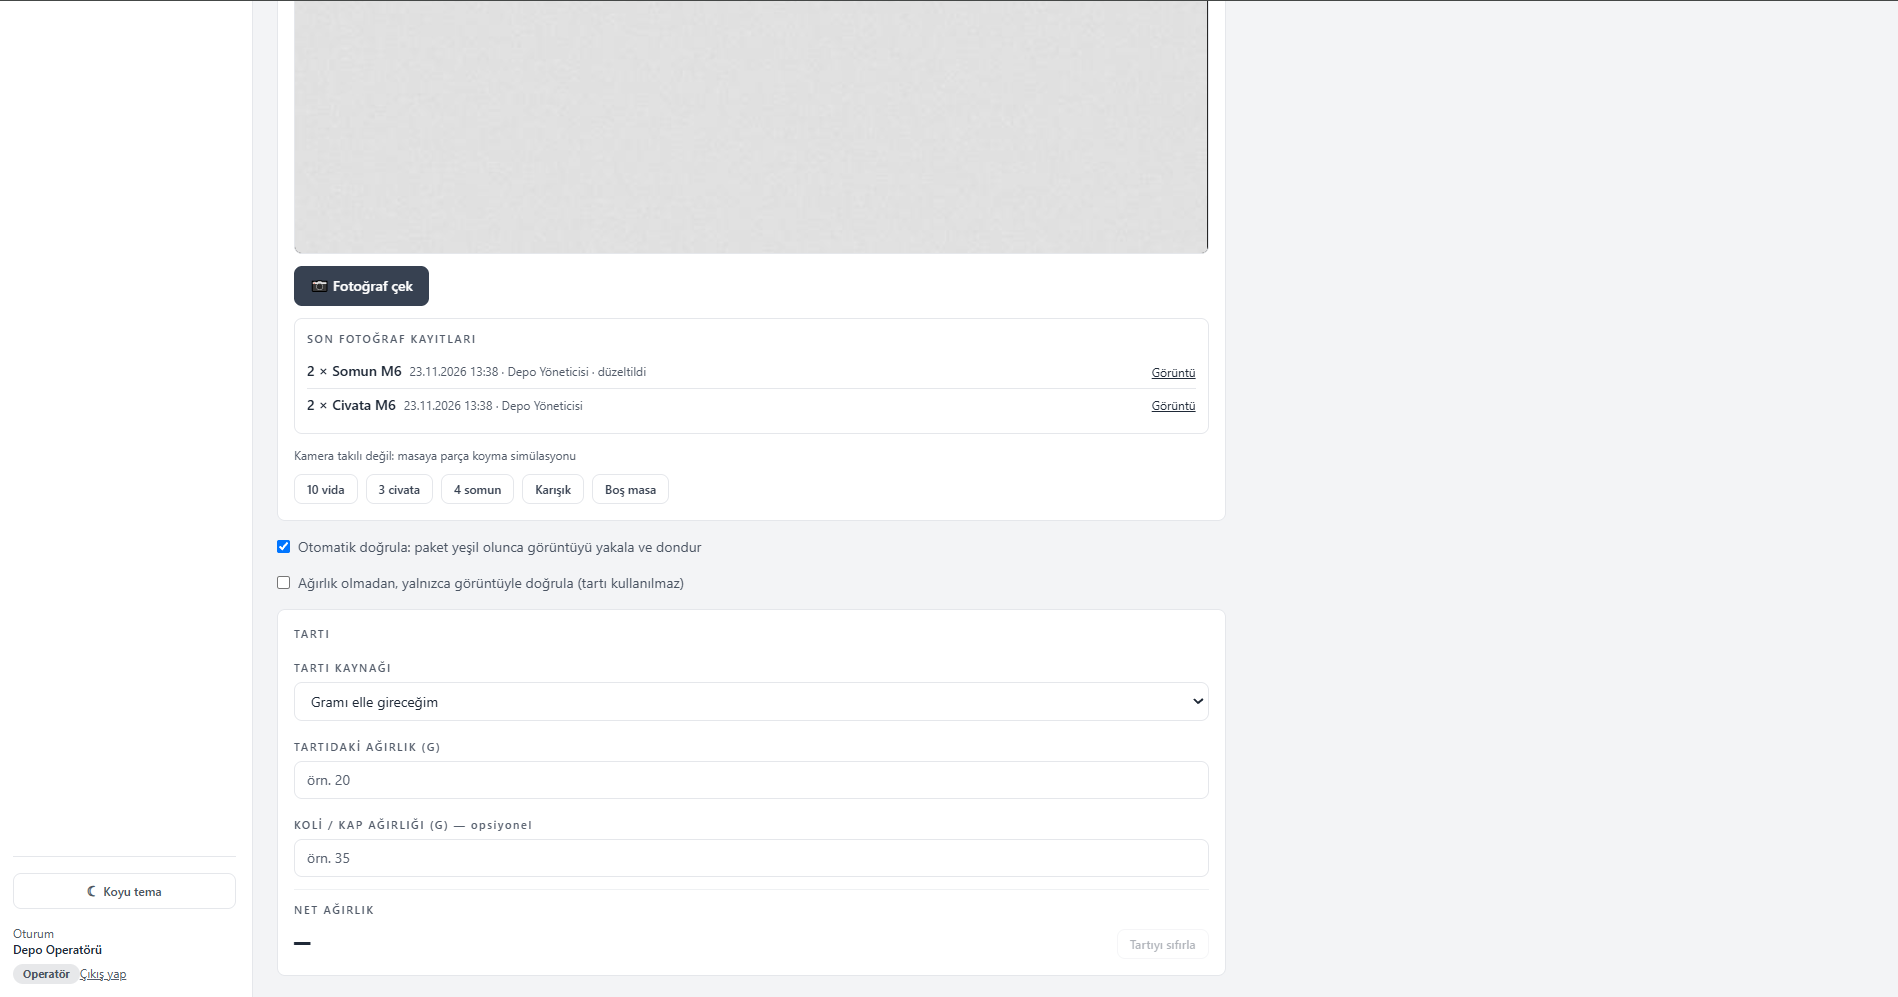 Fotoğraf çek
SON FOTOĞRAF KAYITLARI
2 × Somun M6 23.11.2026 13:38 · Depo Yöneticisi · düzeltildi
Görüntü
2 × Civata M6 23.11.2026 13:38 · Depo Yöneticisi
Görüntü
Kamera takılı değil: masaya parça koyma simülasyonu
10 vida
3 civata
4 somun
Karışık
Boş masa
Otomatik doğrula: paket yeşil olunca görüntüyü yakala ve dondur
Ağırlık olmadan, yalnızca görüntüyle doğrula (tartı kullanılmaz)
TARTI
TARTI KAYNAĞI
Gramı elle gireceğim
TARTIDAKİ AĞIRLIK (G)
örn. 20
KOLİ / KAP AĞIRLIĞI (G) — opsiyonel
örn. 35
NET AĞIRLIK
—
Tartıyı sıfırla
Koyu tema
Oturum
Depo Operatörü
Operatör
Çıkış yap